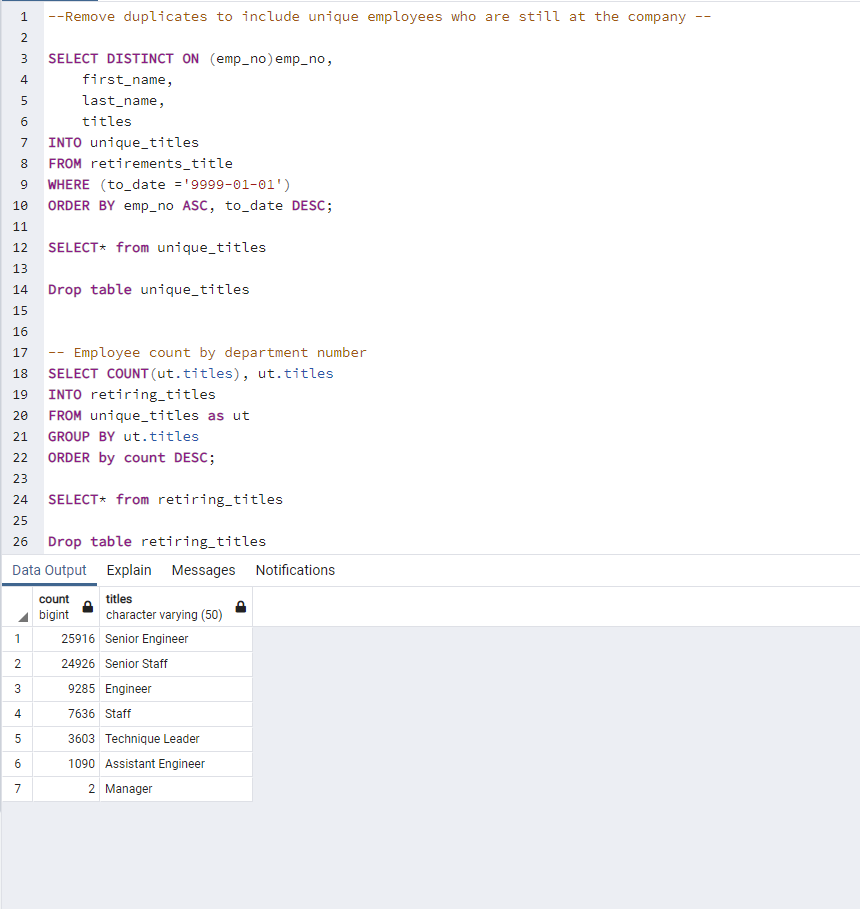 1 --Remove duplicates to include unique employees who are still at the company --
2
3 SELECT DISTINCT ON (emp_no)emp_no,
4     first_name,
5     last_name,
6     titles
7 INTO unique_titles
8 FROM retirements_title
9 WHERE (to_date ='9999-01-01')
10 ORDER BY emp_no ASC, to_date DESC;
11
12 SELECT* from unique_titles
13
14 Drop table unique_titles
15
16
17 -- Employee count by department number
18 SELECT COUNT(ut.titles), ut.titles
19 INTO retiring_titles
20 FROM unique_titles as ut
21 GROUP BY ut.titles
22 ORDER by count DESC;
23
24 SELECT* from retiring_titles
25
26 Drop table retiring_titles
Data Output Explain Messages Notifications
count titles
bigint character varying (50)
1 25916 Senior Engineer
2 24926 Senior Staff
3 9285 Engineer
4 7636 Staff
5 3603 Technique Leader
6 1090 Assistant Engineer
7 2 Manager